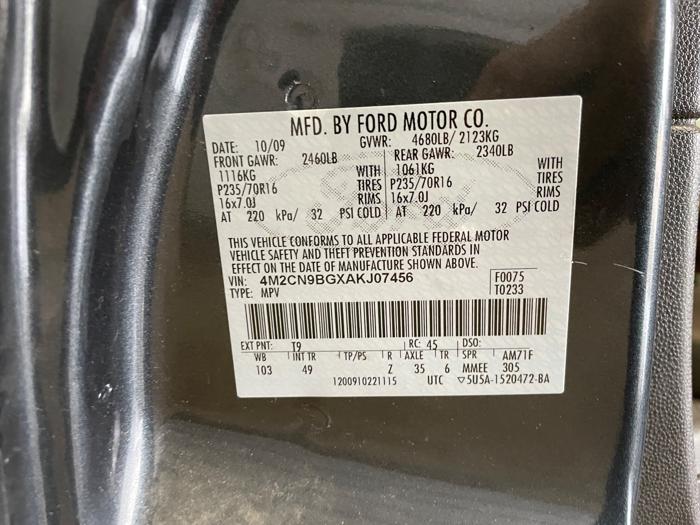 MFD. BY FORD MOTOR CO.
DATE: 10/09 GVWR: 4680LB/ 2123KG
FRONT GAWR: 2460LB REAR GAWR: 2340LB
1116KG WITH 1061KG WITH
P235/70R16 TIRES P235/70R16 TIRES
16x7.0J RIMS 16x7.0J RIMS
AT 220 kPa/ 32 PSI COLD AT 220 kPa/ 32 PSI COLD
THIS VEHICLE CONFORMS TO ALL APPLICABLE FEDERAL MOTOR
VEHICLE SAFETY AND THEFT PREVENTION STANDARDS IN
EFFECT ON THE DATE OF MANUFACTURE SHOWN ABOVE.
VIN: 4M2CN9BGXAKJ07456 F0075
TYPE: MPV T0233
EXT PNT: T9 RC: 45 DSO:
WB INT TR TP/PS R AXLE TR SPR AM71F
103 49 Z 35 6 MMEE 305
1200910221115 UTC ▽5U5A-1520472-BA